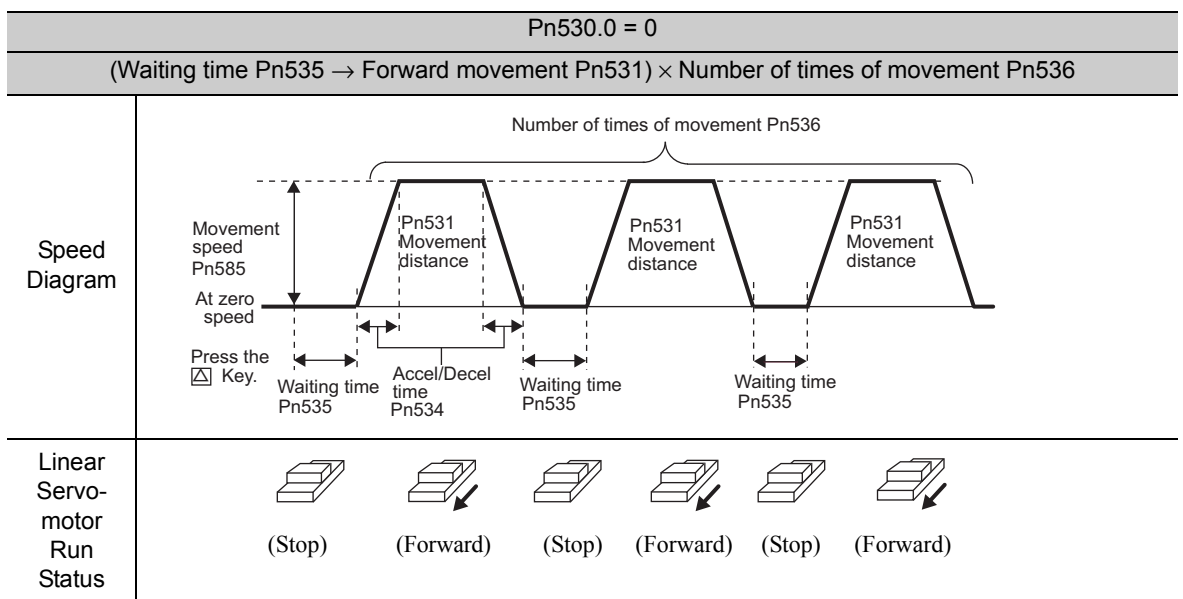 Pn530.0 = 0
(Waiting time Pn535 → Forward movement Pn531) × Number of times of movement Pn536
Speed
Diagram
Number of times of movement Pn536
Movement
speed
Pn585
Pn531
Movement
distance
Pn531
Movement
distance
Pn531
Movement
distance
At zero
speed
Press the
△ Key.
Waiting time
Pn535
Accel/Decel
time
Pn534
Waiting time
Pn535
Waiting time
Pn535
Linear
Servo-
motor
Run
Status
(Stop) (Forward) (Stop) (Forward) (Stop) (Forward)